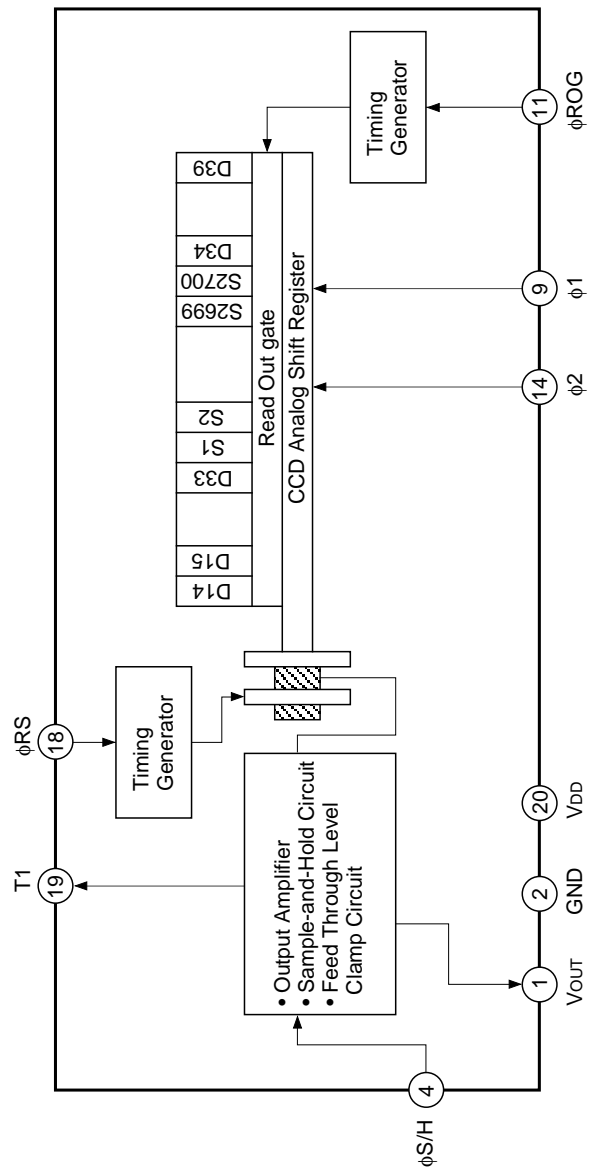 φRS
18
T1
19
Timing
Generator
D14
D15
D33
S1
S2
S2699
S2700
D34
D39
Read Out gate
CCD Analog Shift Register
Timing
Generator
• Output Amplifier
• Sample-and-Hold Circuit
• Feed Through Level
Clamp Circuit
4
φS/H
1
VOUT
2
GND
20
VDD
14
φ2
9
φ1
11
φROG